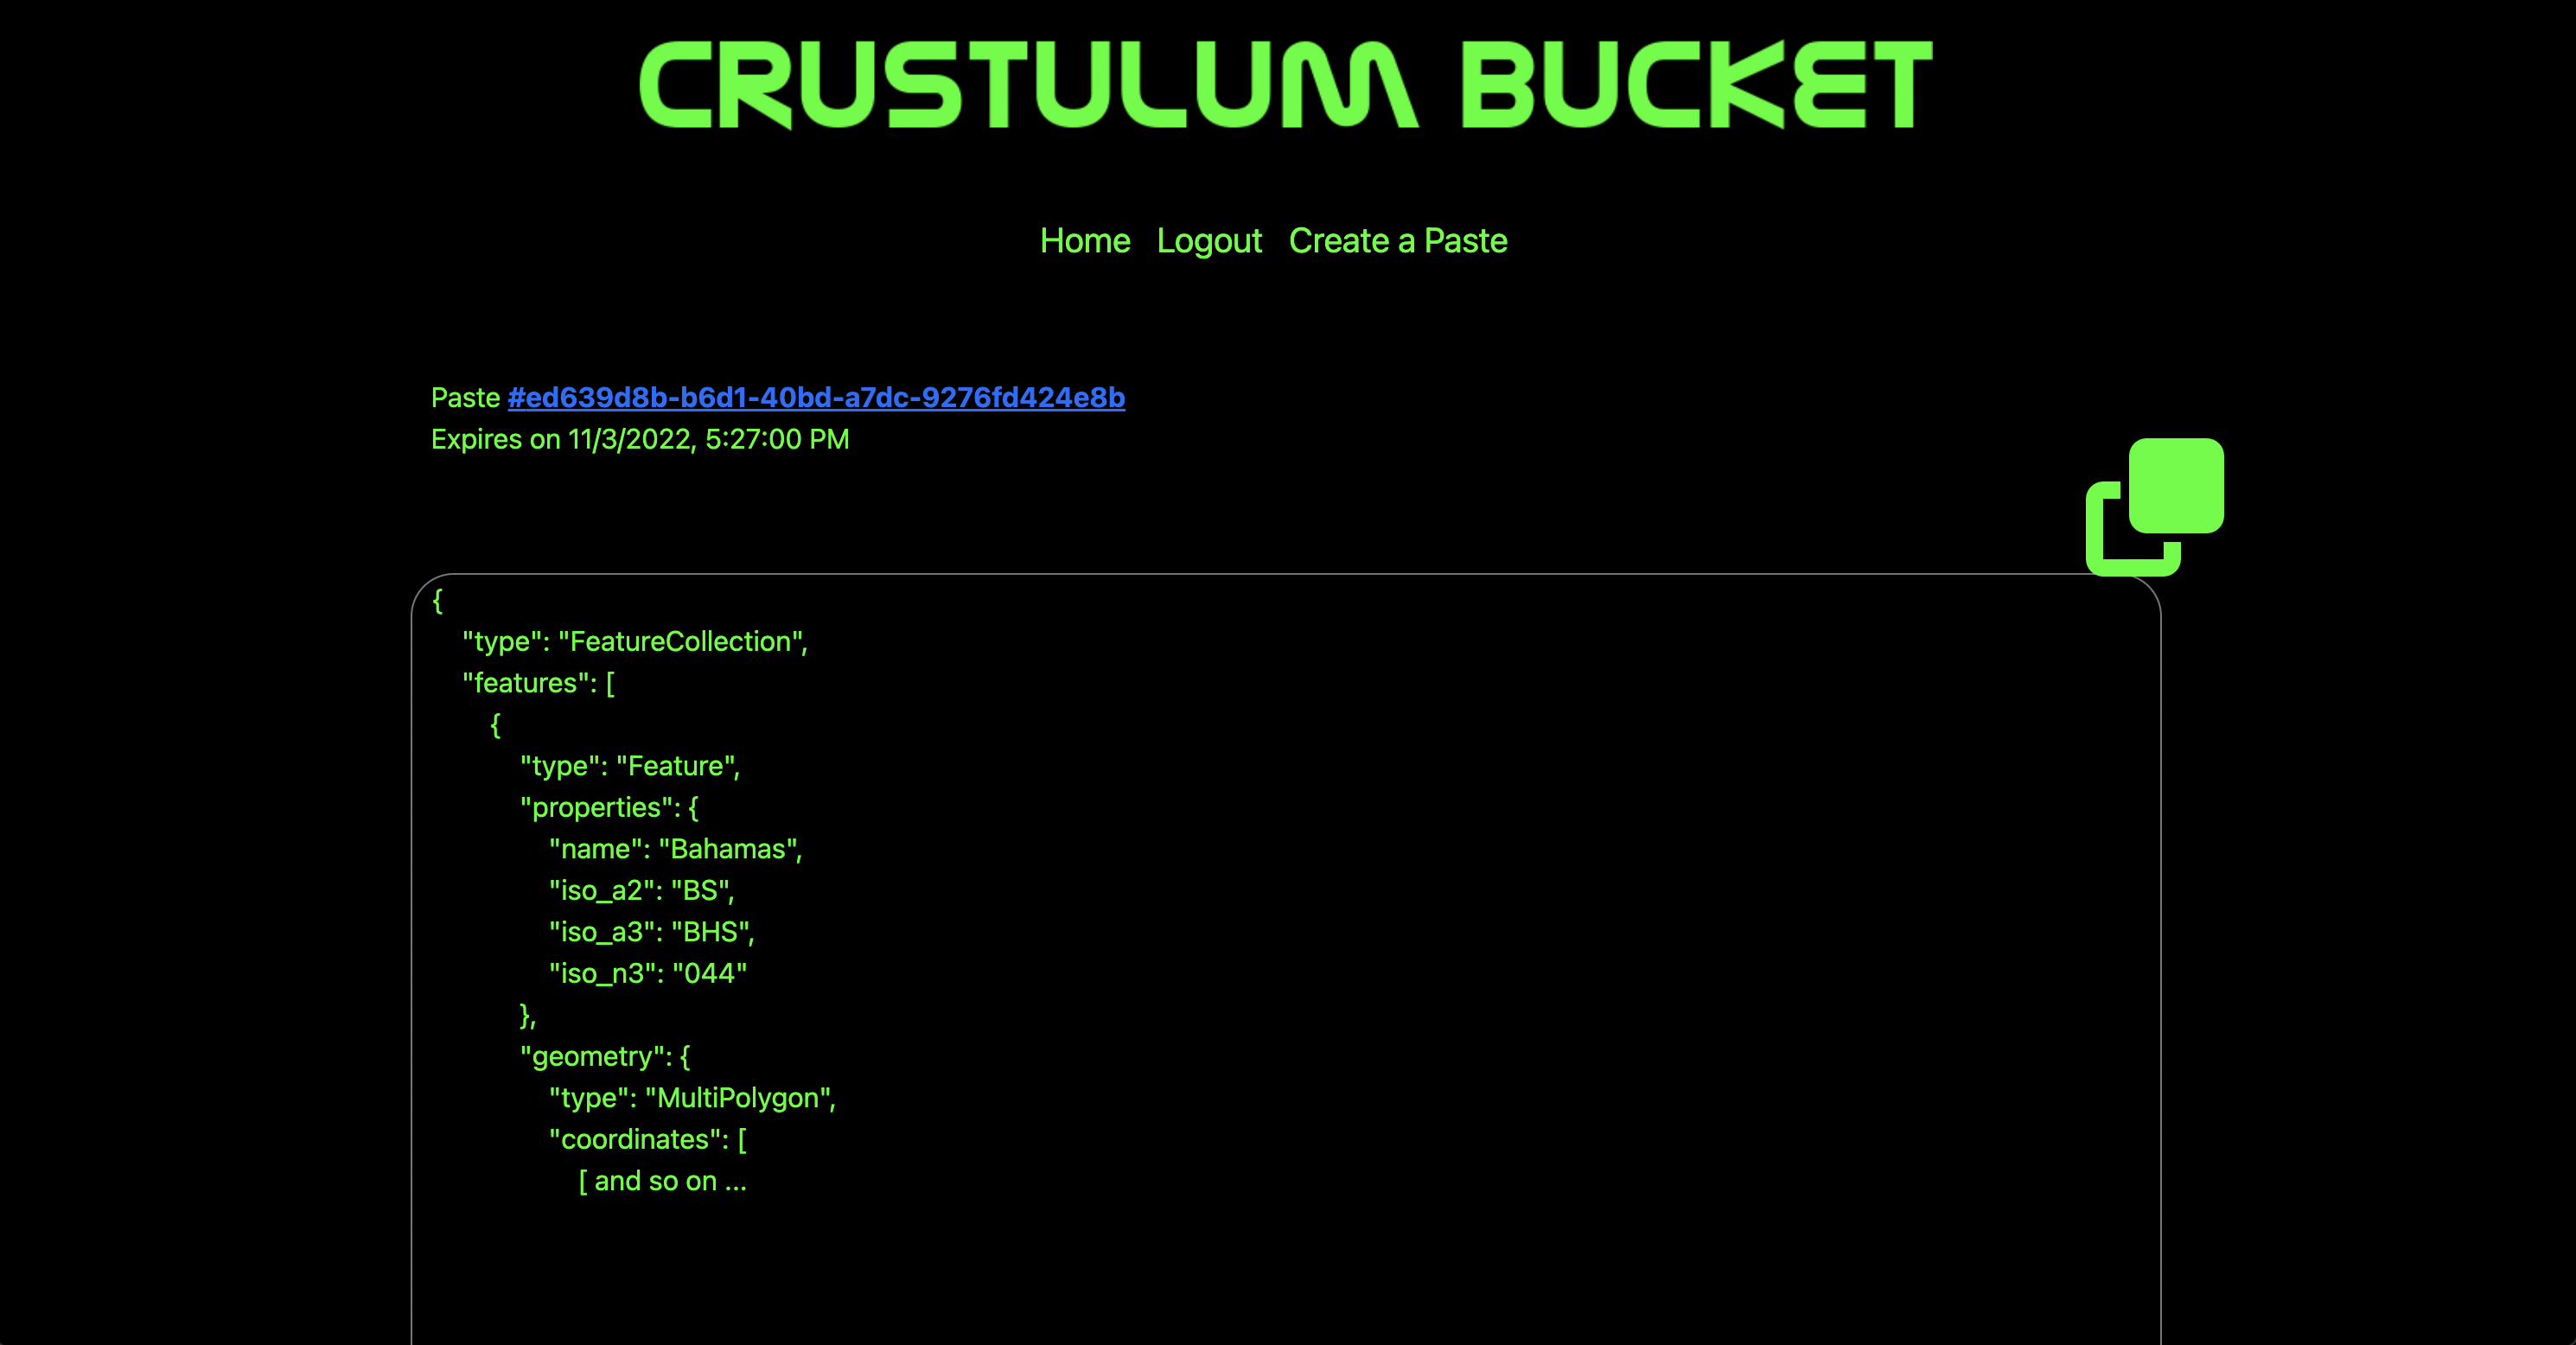 CRUSTULUM BUCKET
Home Logout Create a Paste
Paste #ed639d8b-b6d1-40bd-a7dc-9276fd424e8b
Expires on 11/3/2022, 5:27:00 PM
{
"type": "FeatureCollection",
"features": [
{
"type": "Feature",
"properties": {
"name": "Bahamas",
"iso_a2": "BS",
"iso_a3": "BHS",
"iso_n3": "044"
},
"geometry": {
"type": "MultiPolygon",
"coordinates": [
[ and so on ...